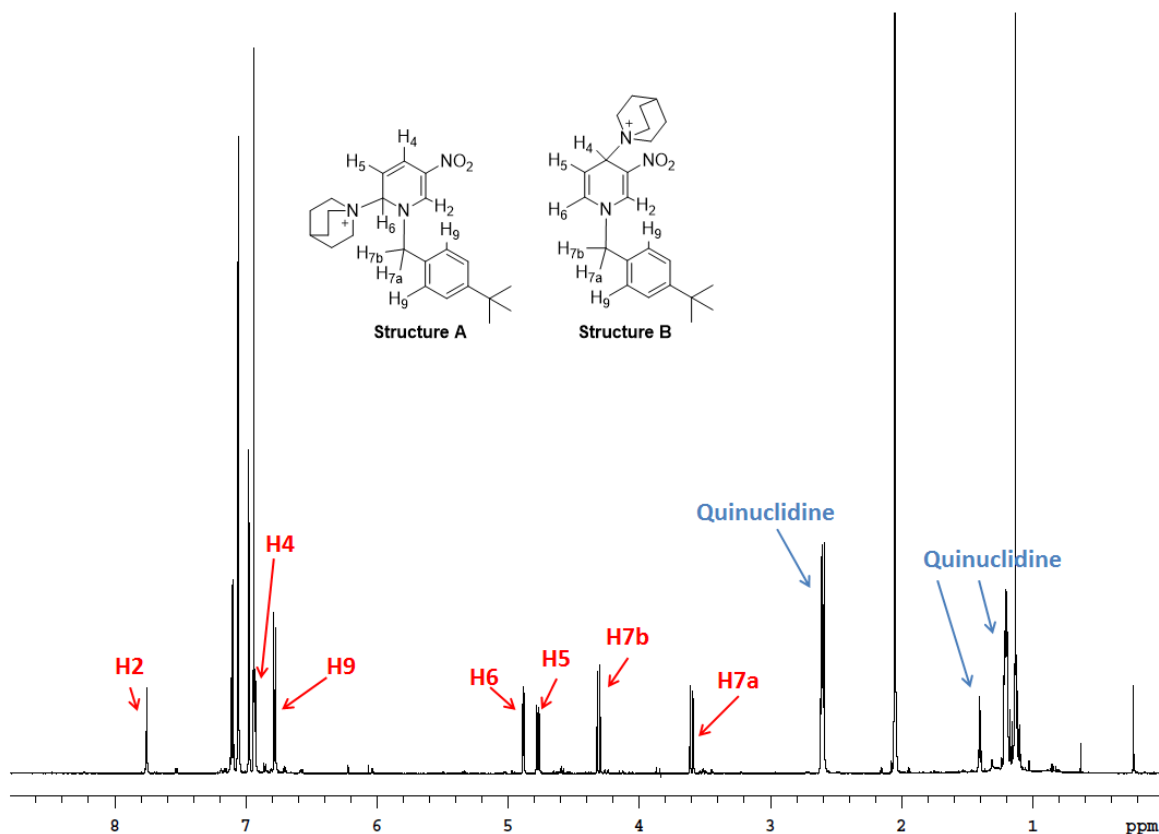 N
+
H4
H5
NO2
N
+
N
H2
H6
H9
H7b
H7a
H9
Structure A
N
+
H4
H5
NO2
H6
N
H2
H7b
H9
H7a
H9
Structure B
Quinuclidine
Quinuclidine
H4
H2
H9
H6
H5
H7b
H7a
8 7 6 5 4 3 2 1 ppm